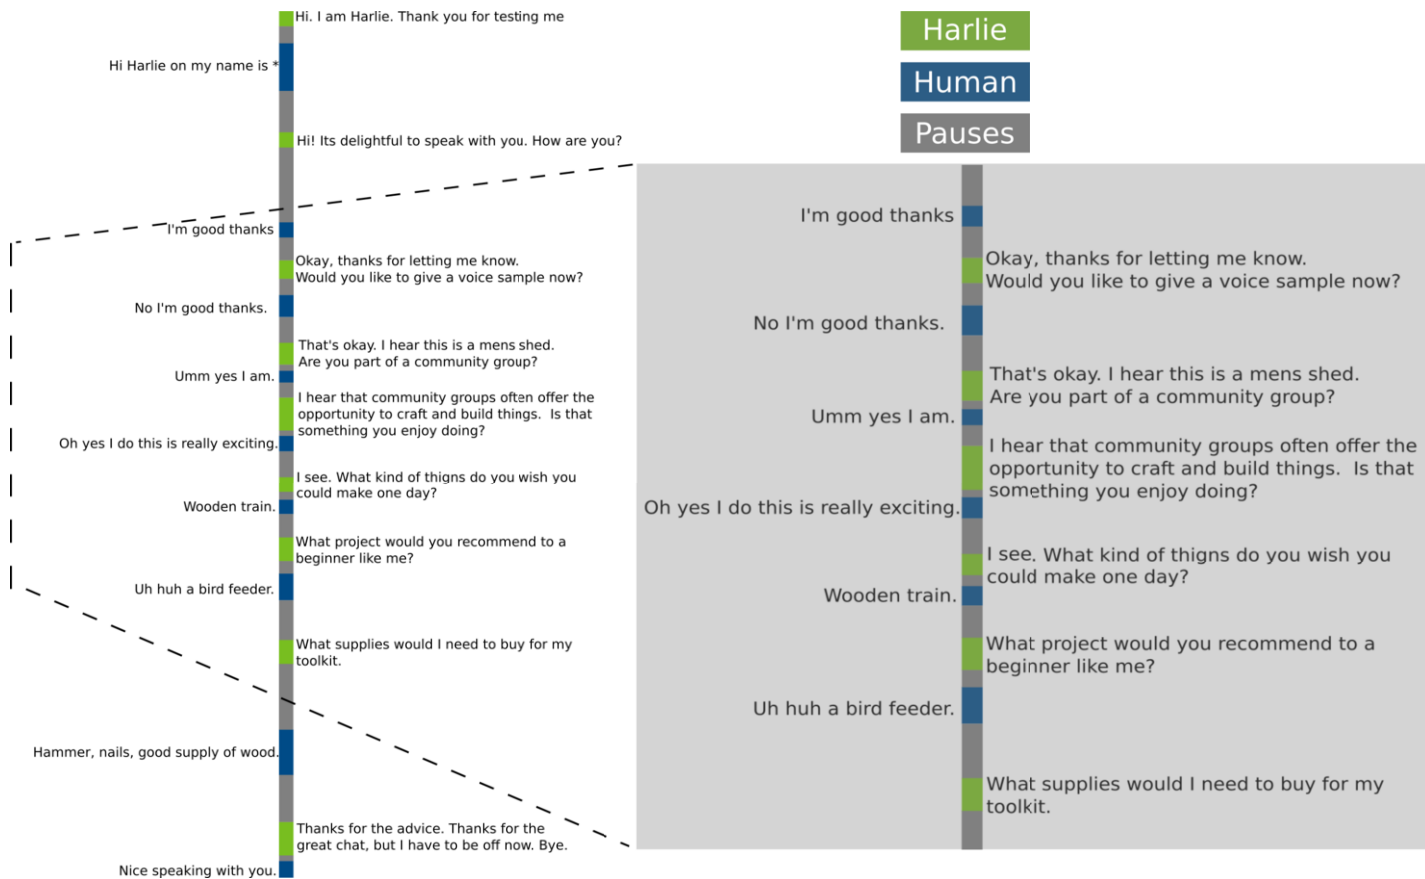 Hi. I am Harlie. Thank you for testing me
Hi Harlie on my name is *
Hi! Its delightful to speak with you. How are you?
I'm good thanks
Okay, thanks for letting me know.
Would you like to give a voice sample now?
No I'm good thanks.
That's okay. I hear this is a mens shed.
Are you part of a community group?
Umm yes I am.
I hear that community groups often offer the
opportunity to craft and build things.  Is that
something you enjoy doing?
Oh yes I do this is really exciting.
I see. What kind of thigns do you wish you
could make one day?
Wooden train.
What project would you recommend to a
beginner like me?
Uh huh a bird feeder.
What supplies would I need to buy for my
toolkit.
Hammer, nails, good supply of wood.
Thanks for the advice. Thanks for the
great chat, but I have to be off now. Bye.
Nice speaking with you.
Harlie
Human
Pauses
I'm good thanks
Okay, thanks for letting me know.
Would you like to give a voice sample now?
No I'm good thanks.
That's okay. I hear this is a mens shed.
Are you part of a community group?
Umm yes I am.
I hear that community groups often offer the
opportunity to craft and build things.  Is that
something you enjoy doing?
Oh yes I do this is really exciting.
I see. What kind of thigns do you wish you
could make one day?
Wooden train.
What project would you recommend to a
beginner like me?
Uh huh a bird feeder.
What supplies would I need to buy for my
toolkit.